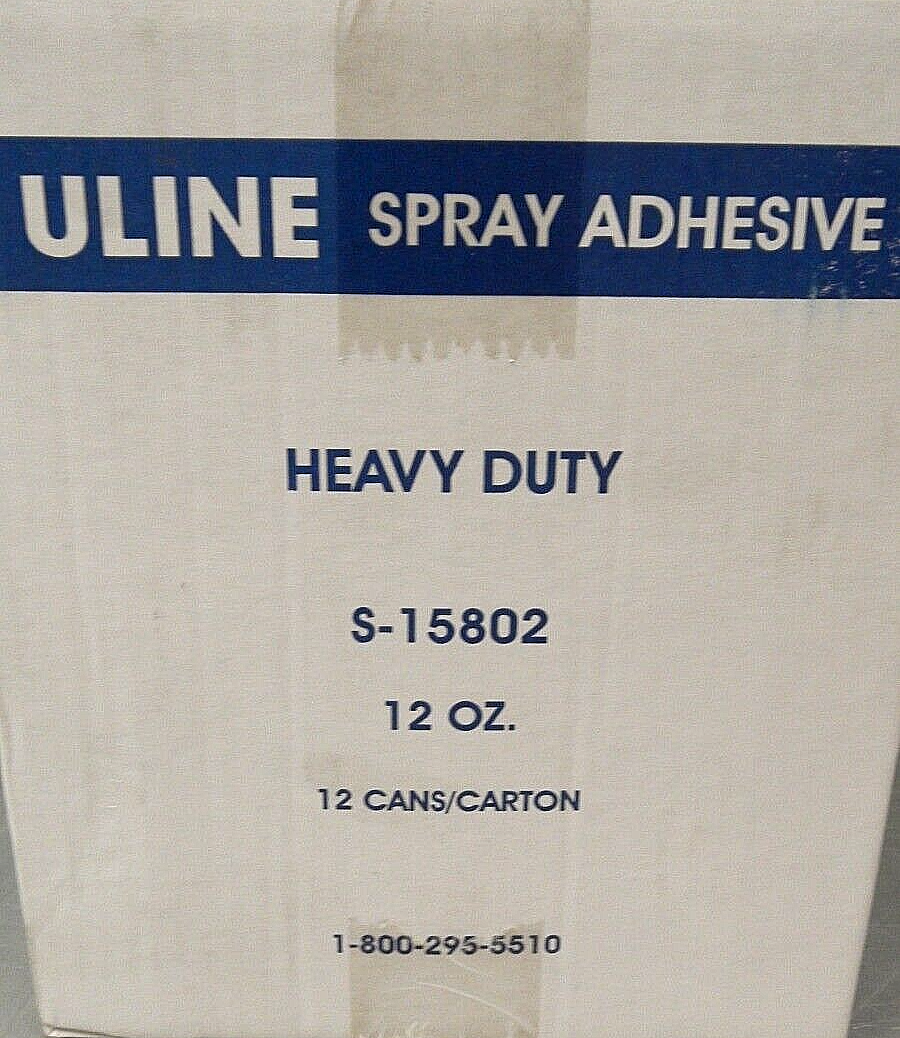 ULINE SPRAY ADHESIVE
HEAVY DUTY
S-15802
12 OZ.
12 CANS/CARTON
1-800-295-5510